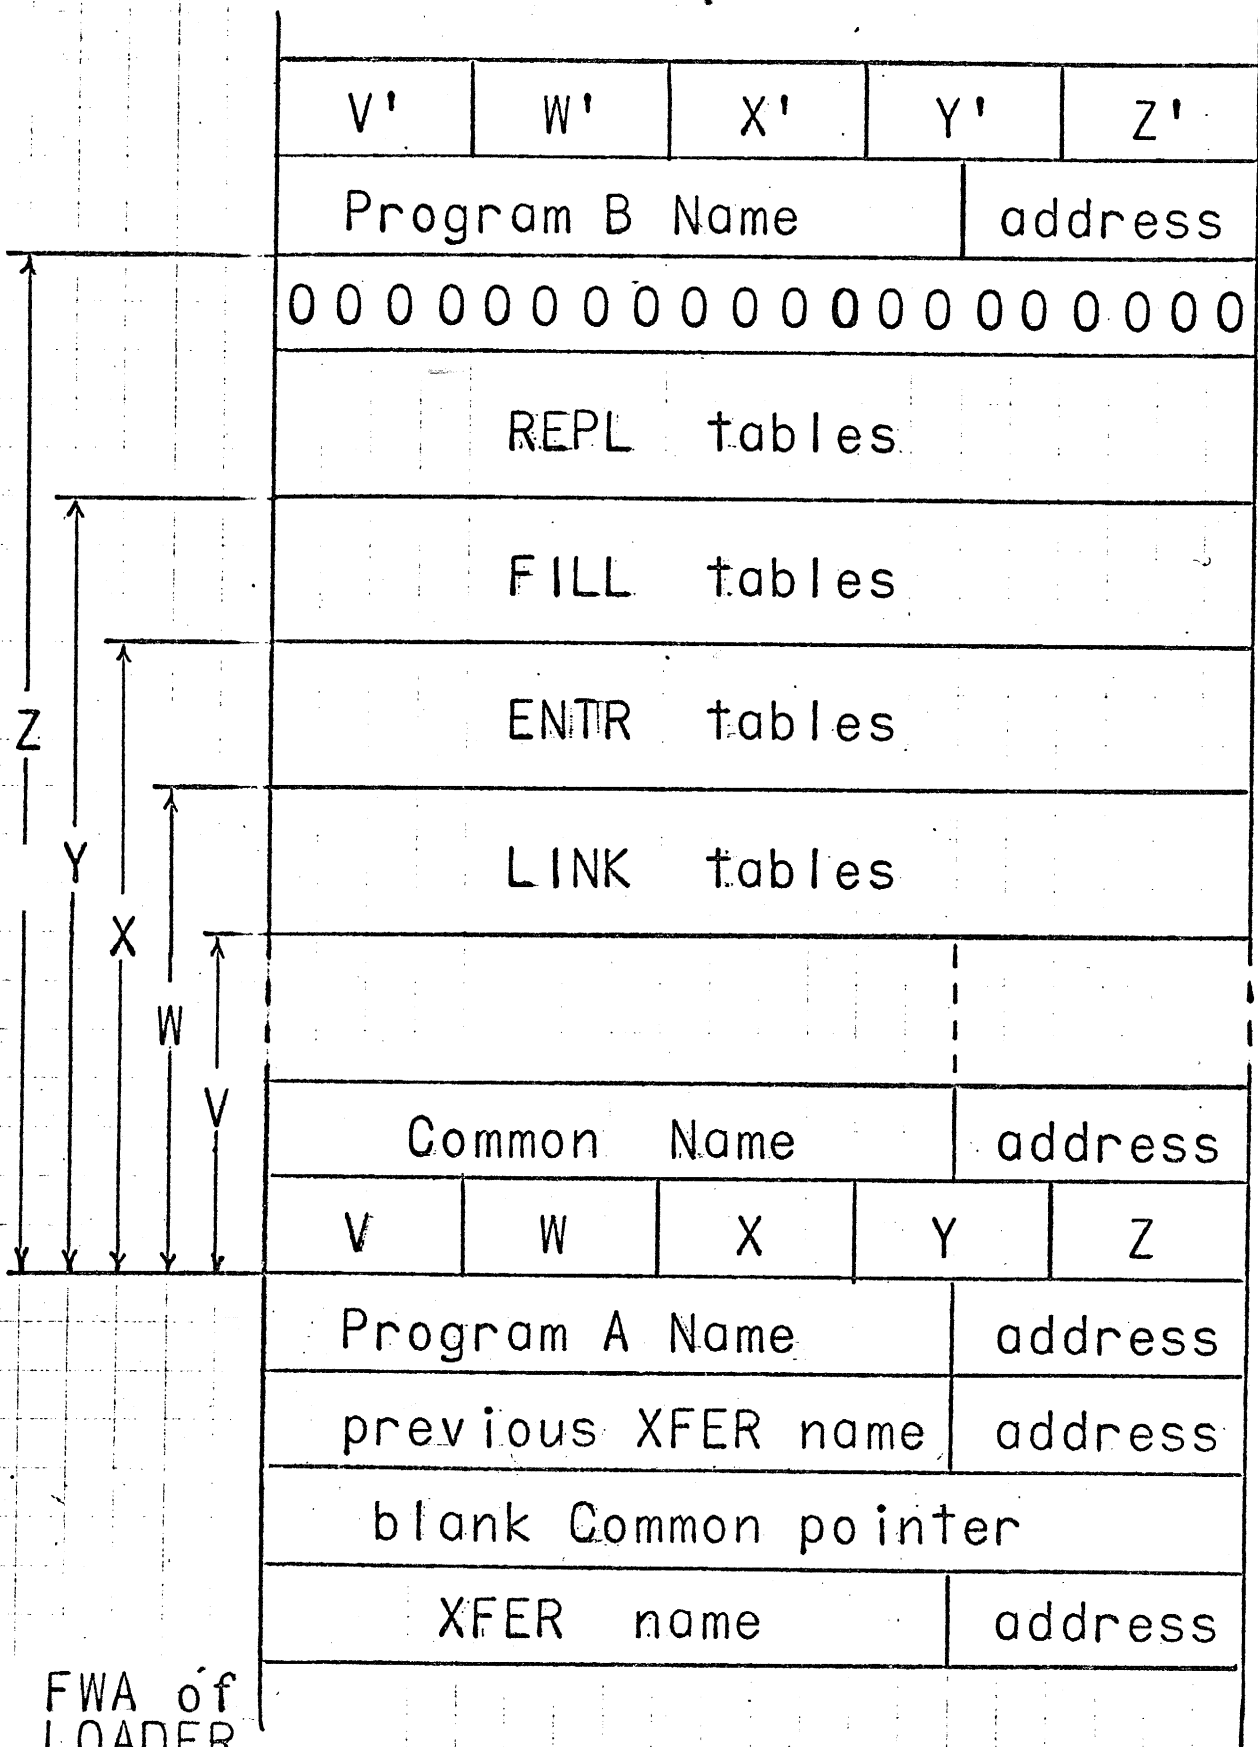 V' W' X' Y' Z'
Program B Name address
00000000000000000000
REPL tables
FILL tables
ENTR tables
Z
LINK tables
Y
X
W
V
Common Name address
V W X Y Z
Program A Name address
previous XFER name address
blank Common pointer
XFER name address
FWA of
LOADER